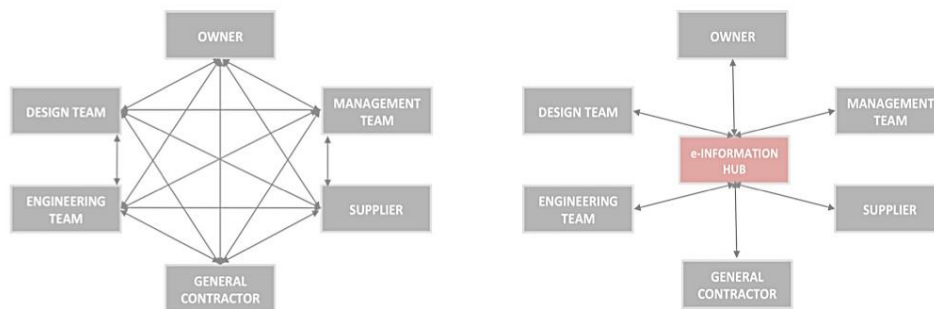 OWNER
DESIGN TEAM
MANAGEMENT
TEAM
ENGINEERING
TEAM
SUPPLIER
GENERAL
CONTRACTOR
OWNER
DESIGN TEAM
MANAGEMENT
TEAM
e-INFORMATION
HUB
ENGINEERING
TEAM
SUPPLIER
GENERAL
CONTRACTOR